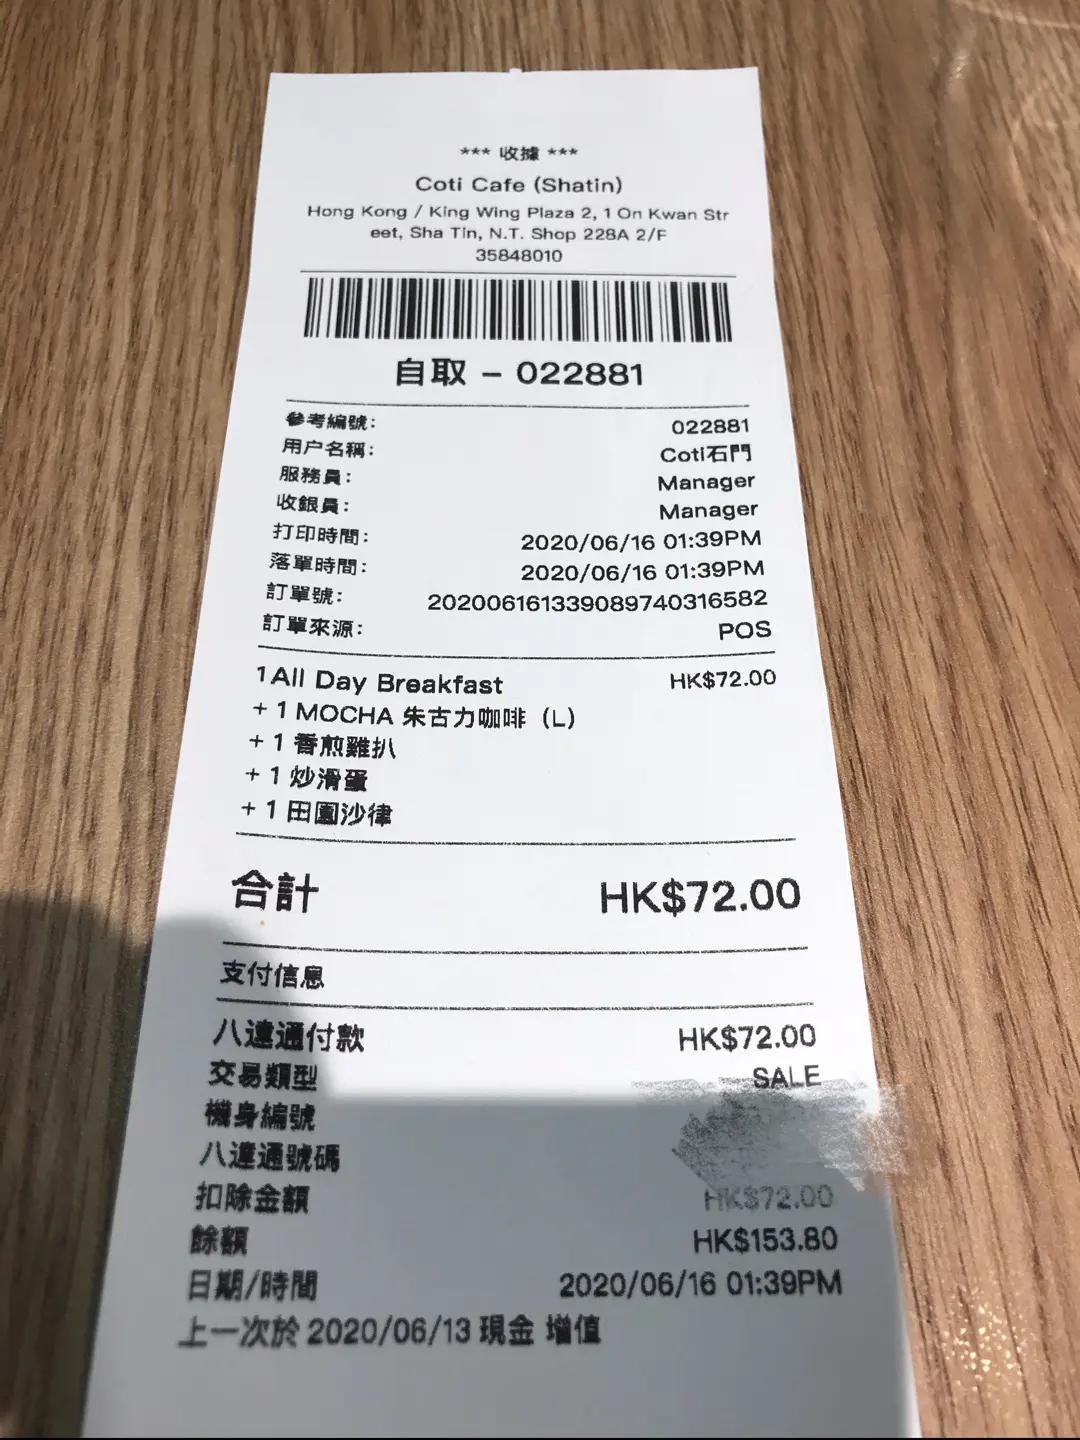 *** 收據 ***
Coti Cafe (Shatin)
Hong Kong / King Wing Plaza 2, 1 On Kwan Str
eet, Sha Tin, N.T. Shop 228A 2/F
35848010
自取 - 022881
參考編號: 022881
用户名稱: Coti石門
服務員: Manager
收銀員: Manager
打印時間: 2020/06/16 01:39PM
落單時間: 2020/06/16 01:39PM
訂單號: 202006161339089740316582
訂單來源: POS
1 All Day Breakfast HK$72.00
+ 1 MOCHA 朱古力咖啡 (L)
+ 1 香煎雞扒
+ 1 炒滑蛋
+ 1 田園沙律
合計 HK$72.00
支付信息
八達通付款 HK$72.00
交易類型 SALE
機身編號
八達通號碼
扣除金額 HK$72.00
餘額 HK$153.80
日期/時間 2020/06/16 01:39PM
上一次於 2020/06/13 現金 增值